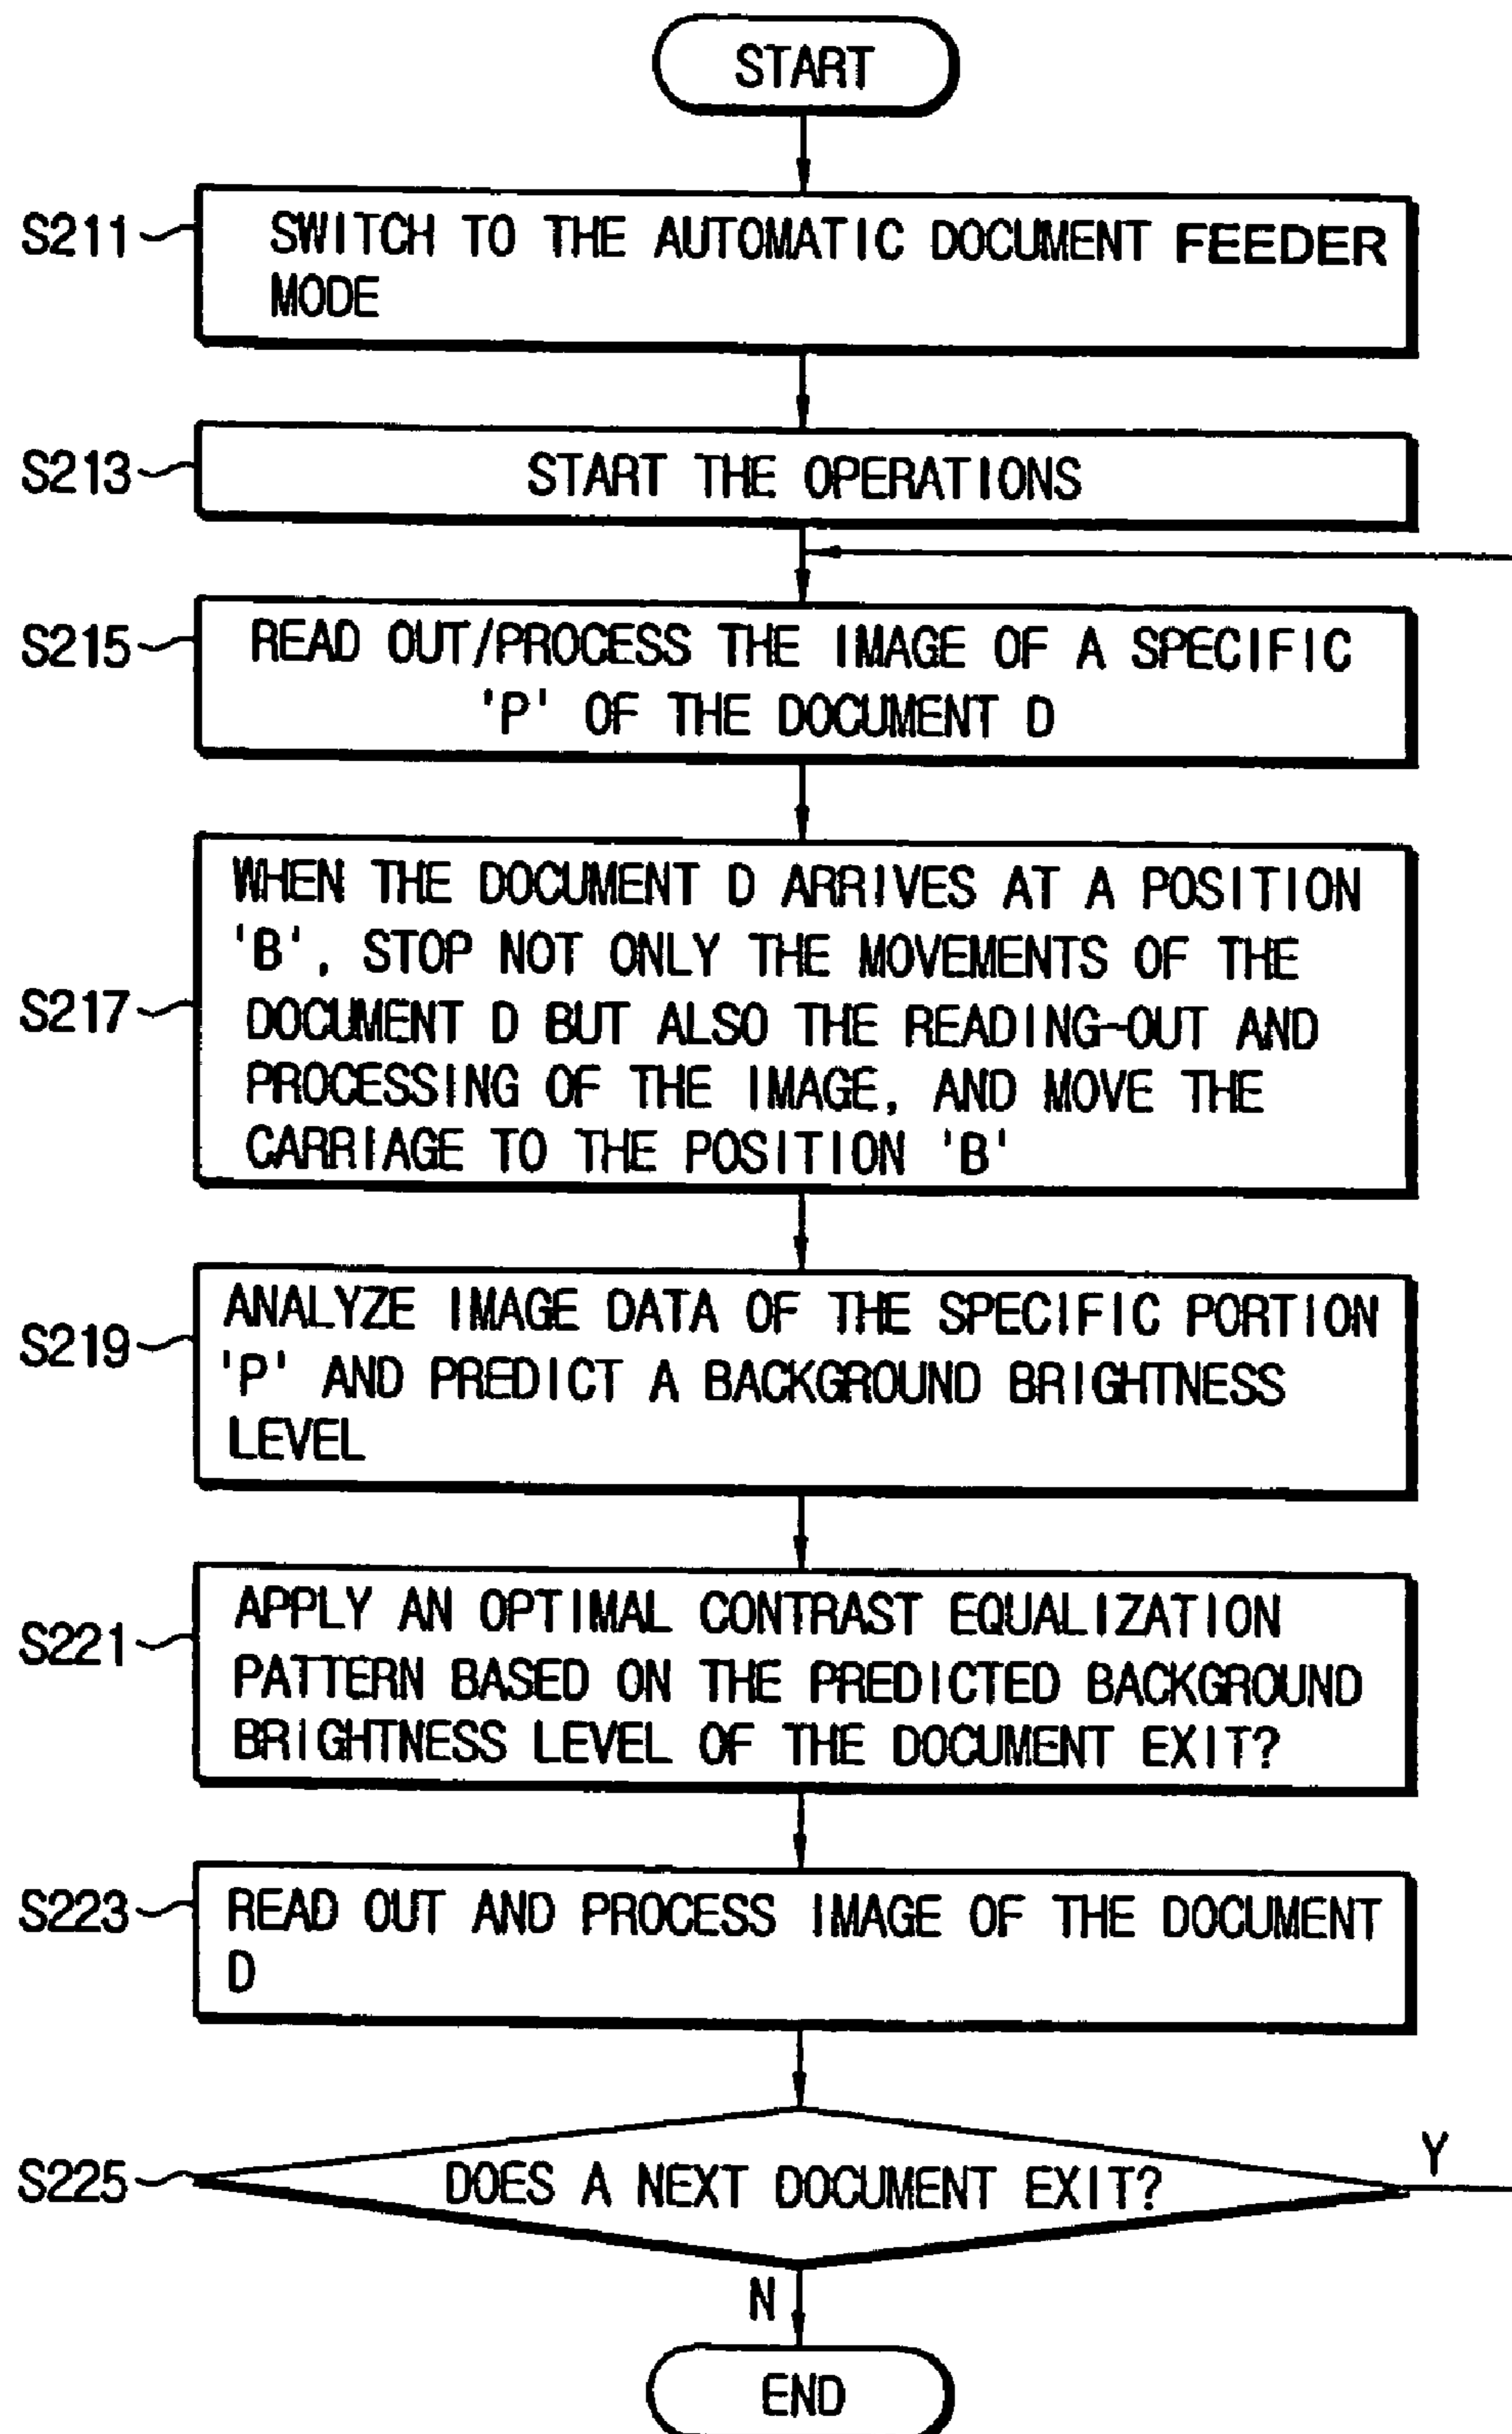 START
S211
SWITCH TO THE AUTOMATIC DOCUMENT FEEDER
MODE
S213
START THE OPERATIONS
S215
READ OUT/PROCESS THE IMAGE OF A SPECIFIC
'P' OF THE DOCUMENT D
S217
WHEN THE DOCUMENT D ARRIVES AT A POSITION
'B', STOP NOT ONLY THE MOVEMENTS OF THE
DOCUMENT D BUT ALSO THE READING-OUT AND
PROCESSING OF THE IMAGE, AND MOVE THE
CARRIAGE TO THE POSITION 'B'
S219
ANALYZE IMAGE DATA OF THE SPECIFIC PORTION
'P' AND PREDICT A BACKGROUND BRIGHTNESS
LEVEL
S221
APPLY AN OPTIMAL CONTRAST EQUALIZATION
PATTERN BASED ON THE PREDICTED BACKGROUND
BRIGHTNESS LEVEL OF THE DOCUMENT EXIT?
S223
READ OUT AND PROCESS IMAGE OF THE DOCUMENT
D
S225
DOES A NEXT DOCUMENT EXIT?
Y
N
END